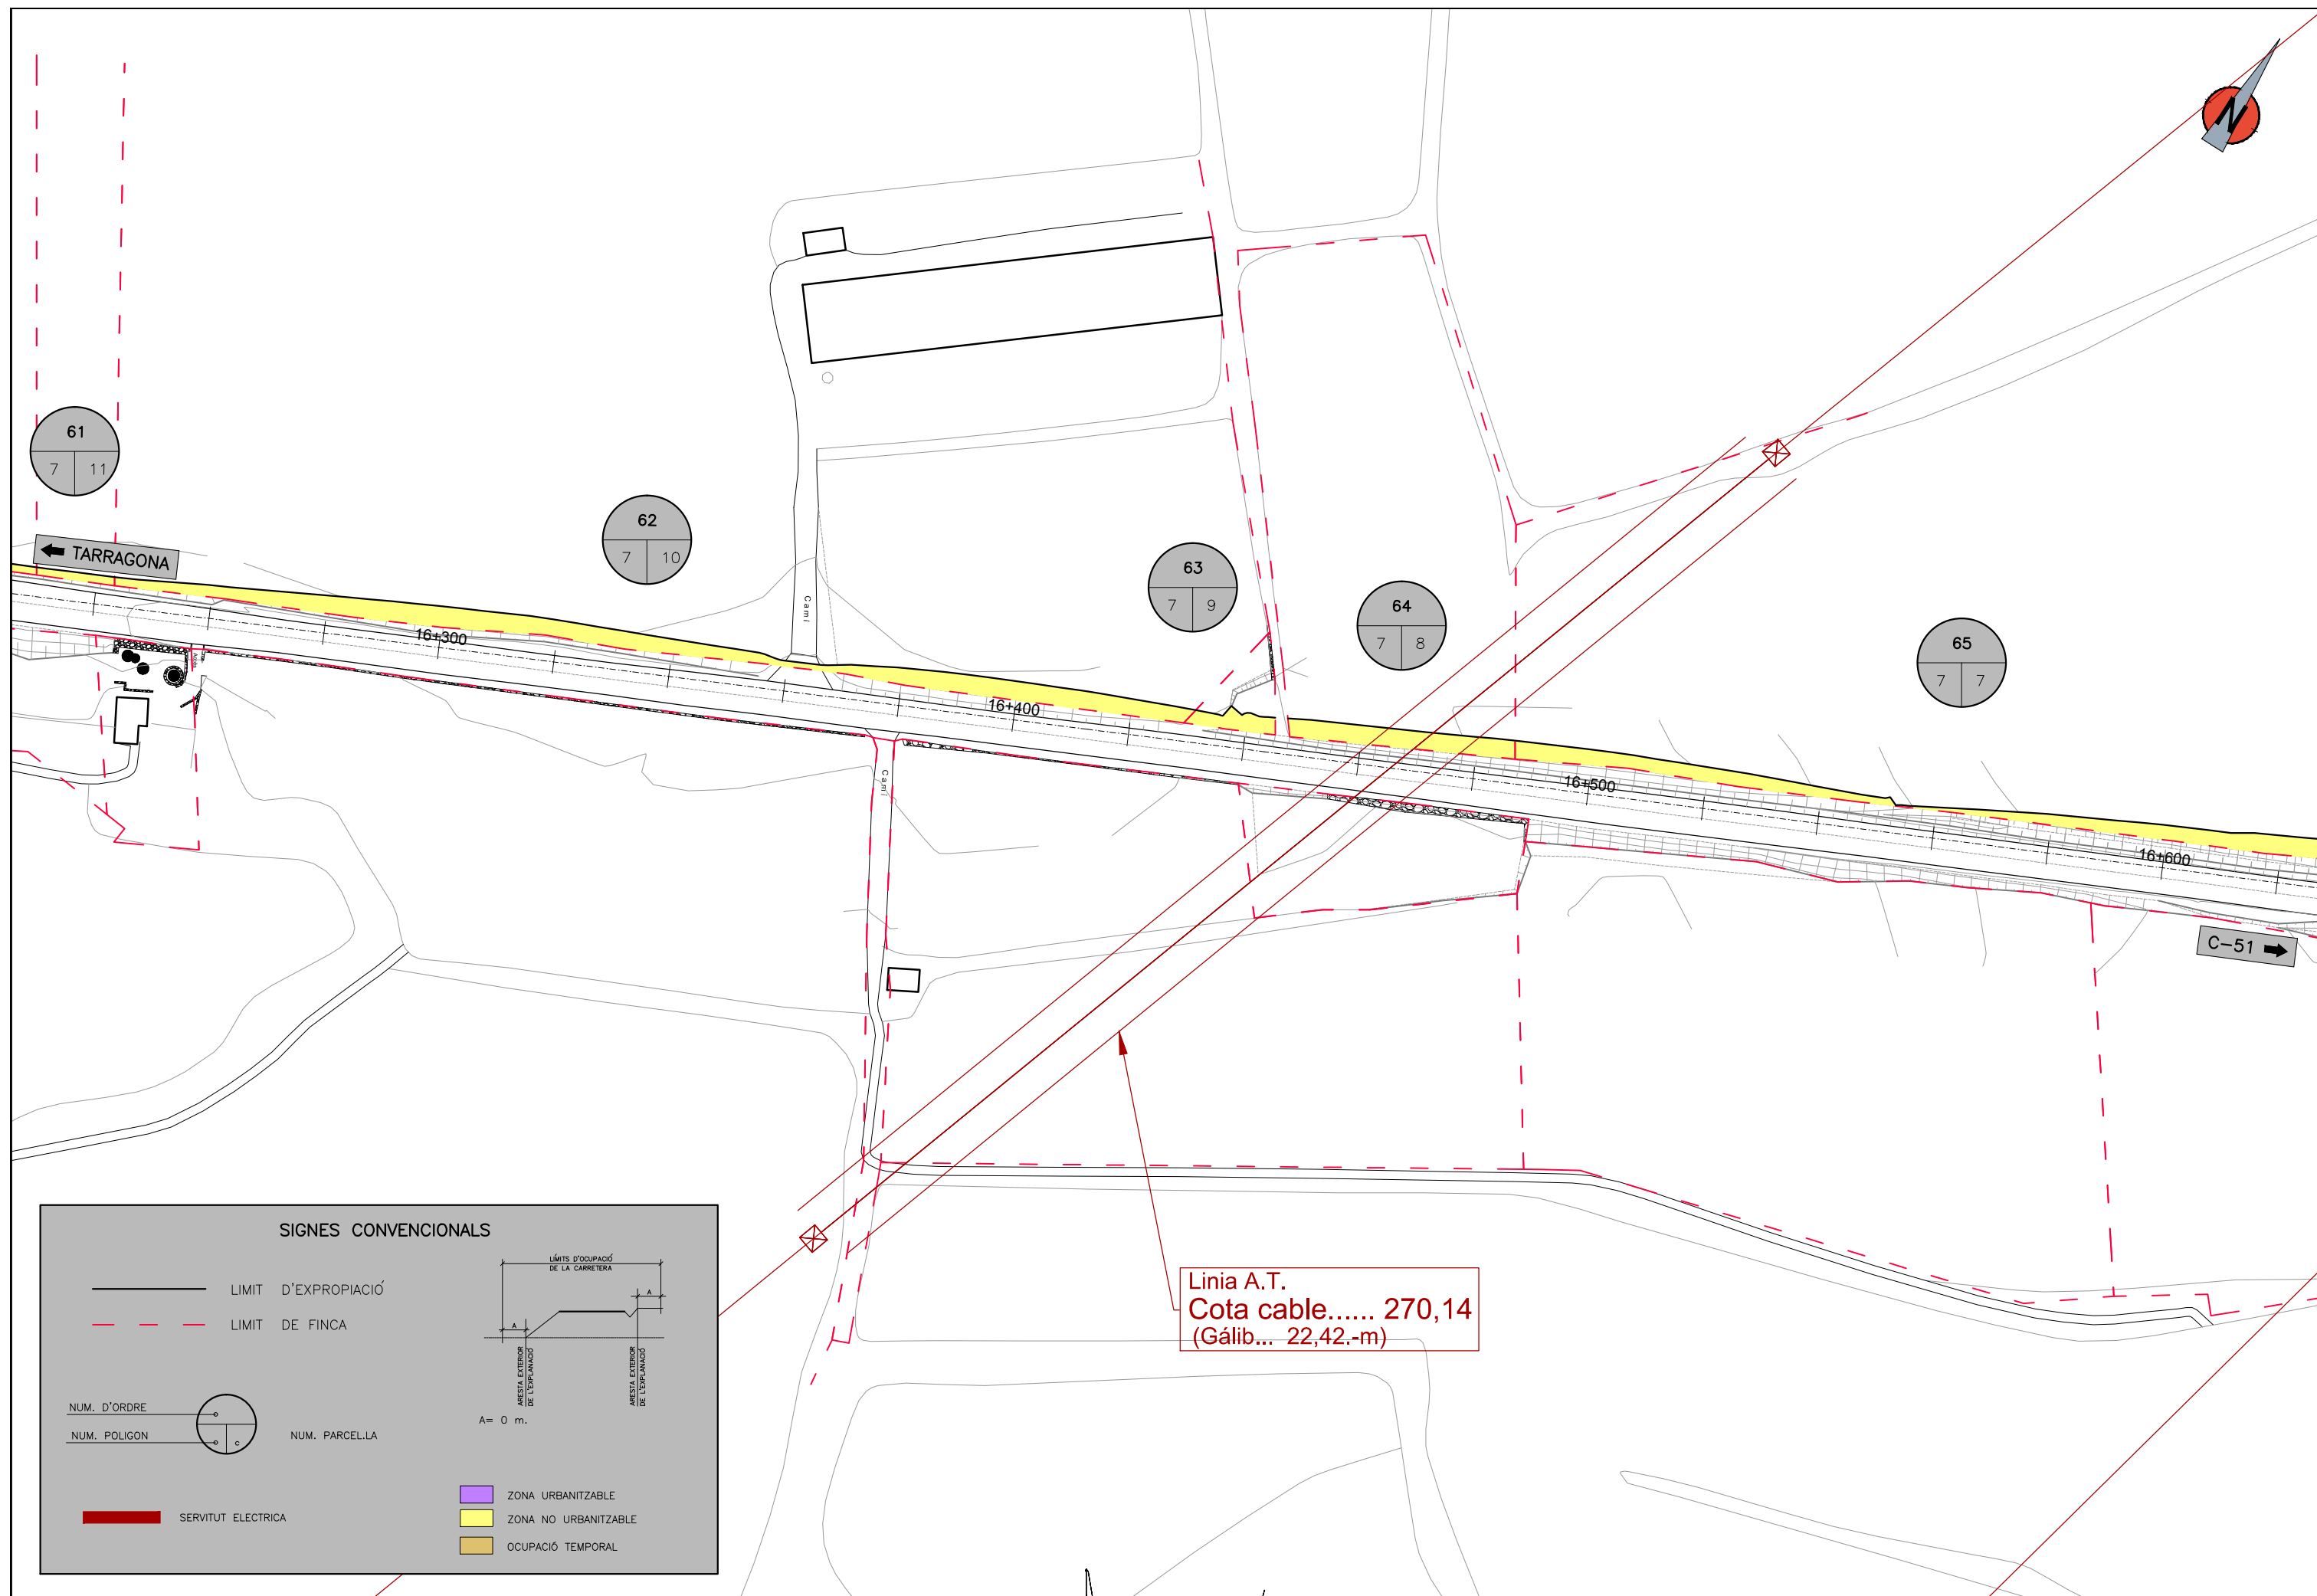 N
61
7 11
TARRAGONA
62
7 10
63
7 9
64
7 8
65
7 7
Camí
16+300
16+400
16+500
16+600
Camí
C-51
Linia A.T.
Cota cable...... 270,14
(Gálib... 22,42.-m)
SIGNES CONVENCIONALS
LIMIT D'EXPROPIACIÓ
LIMIT DE FINCA
LÍMITS D'OCUPACIÓ
DE LA CARRETERA
A
A
ARESTA EXTERIOR
DE L'EXPLANACIÓ
ARESTA EXTERIOR
DE L'EXPLANACIÓ
A= 0 m.
NUM. D'ORDRE
NUM. POLIGON
c
NUM. PARCEL.LA
SERVITUT ELECTRICA
ZONA URBANITZABLE
ZONA NO URBANITZABLE
OCUPACIÓ TEMPORAL